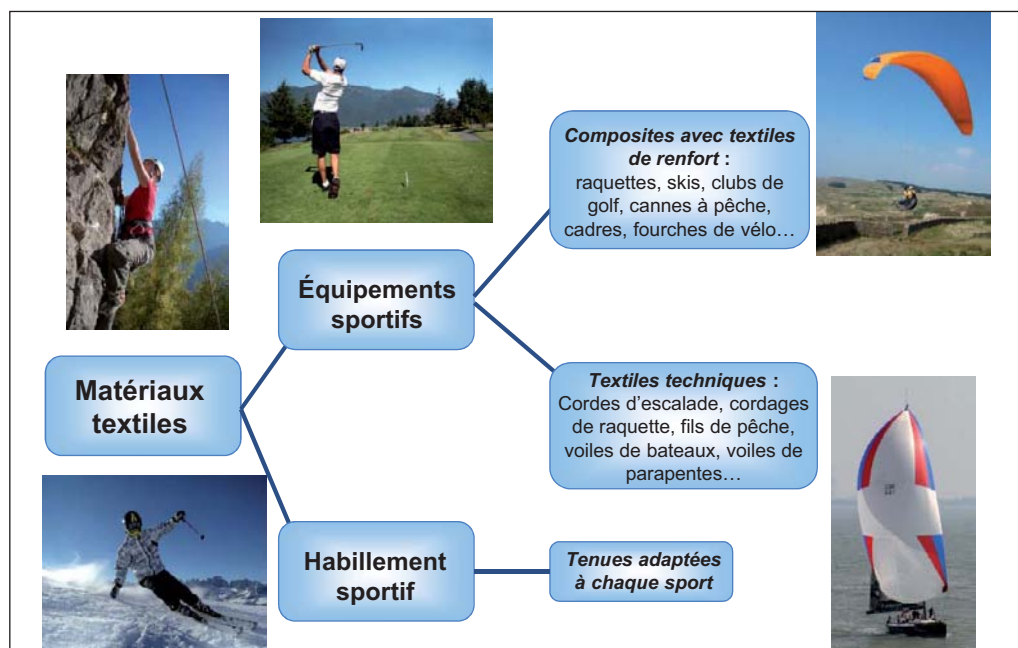 Composites avec textiles
de renfort :
raquettes, skis, clubs de
golf, cannes à pêche,
cadres, fourches de vélo…
Équipements
sportifs
Matériaux
textiles
Textiles techniques :
Cordes d’escalade, cordages
de raquette, fils de pêche,
voiles de bateaux, voiles de
parapentes…
Habillement
sportif
Tenues adaptées
à chaque sport